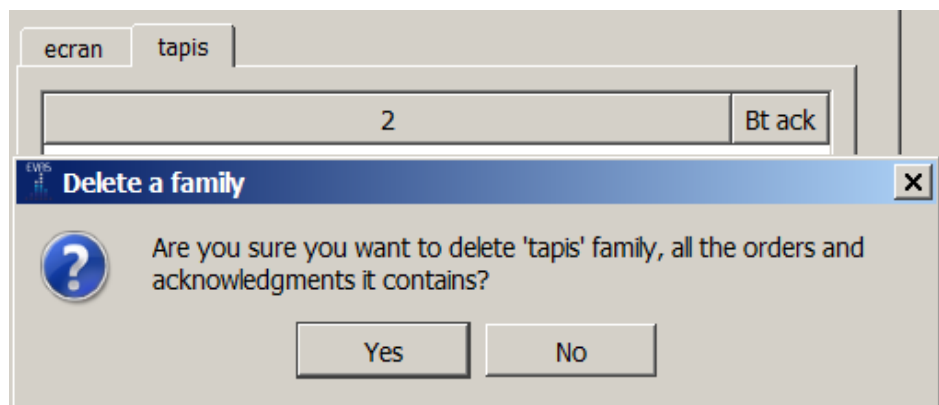 ecran tapis
2 Bt ack
EVAS
Delete a family
Are you sure you want to delete 'tapis' family, all the orders and
acknowledgments it contains?
Yes No